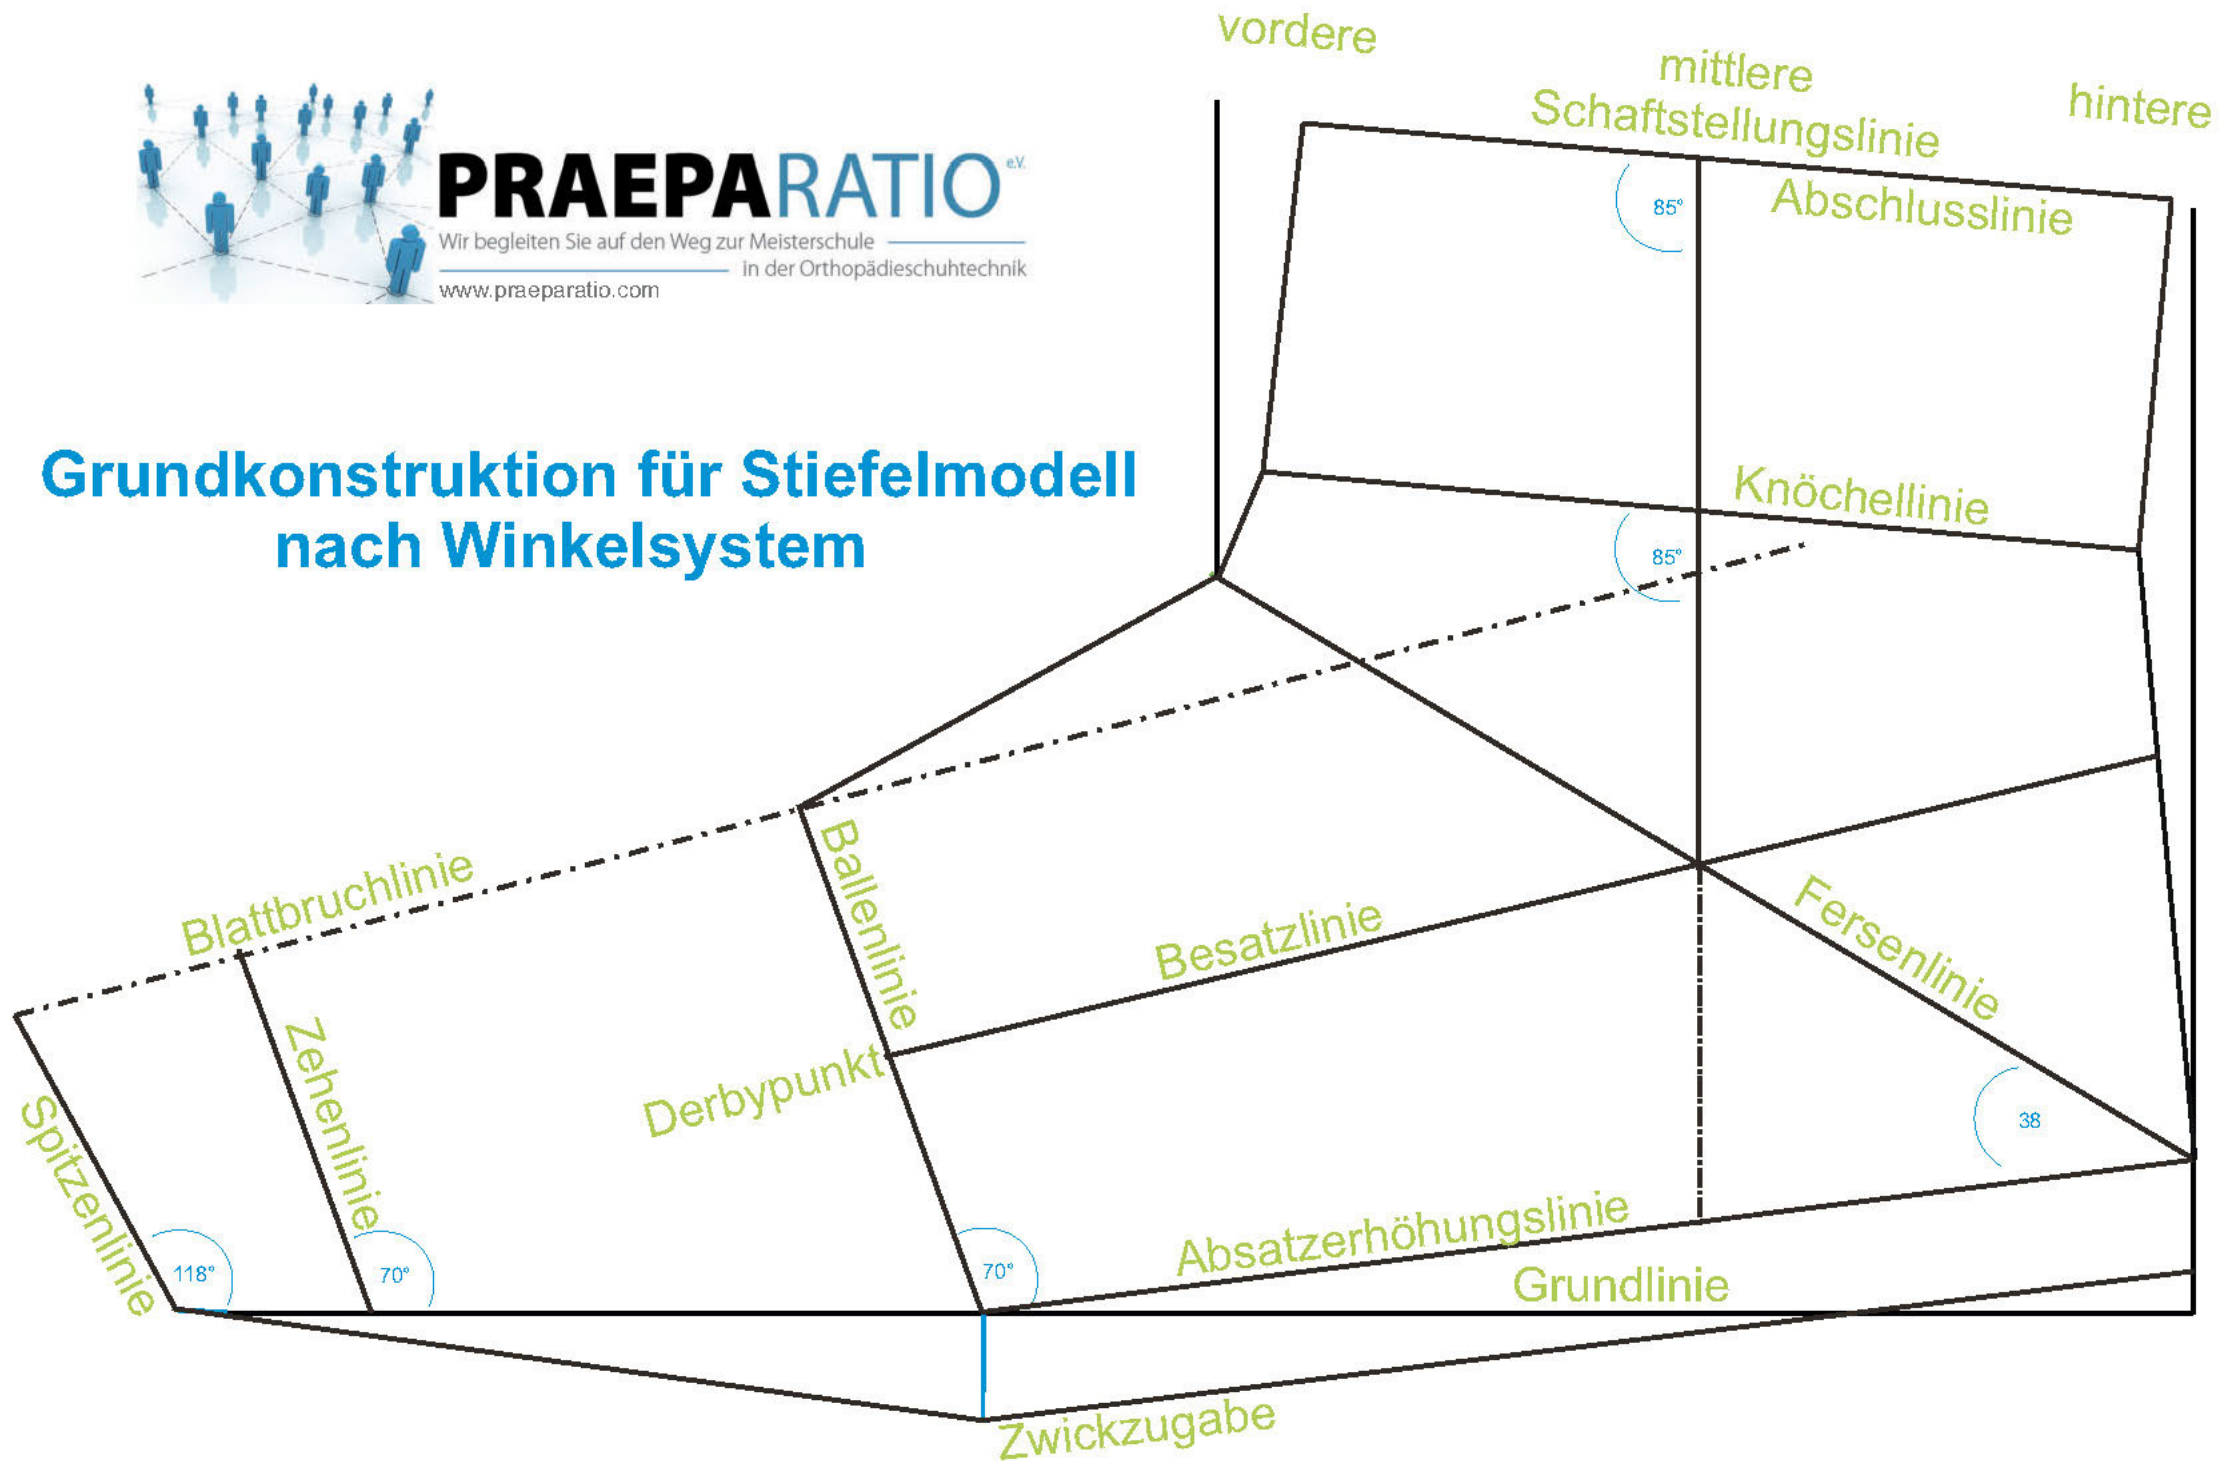 vordere
mittlere
hintere
Schaftstellungslinie
Abschlusslinie
85°
PRAEPARATIO e.V.
Wir begleiten Sie auf den Weg zur Meisterschule
in der Orthopädieschuhtechnik
www.praeparatio.com
Grundkonstruktion für Stiefelmodell
nach Winkelsystem
Knöchellinie
85°
Blattbruchlinie
Ballenlinie
Besatzlinie
Fersenlinie
Zehenlinie
Derbypunkt
Spitzenlinie
38
118°
70°
70°
Absatzerhöhungslinie
Grundlinie
Zwickzugabe